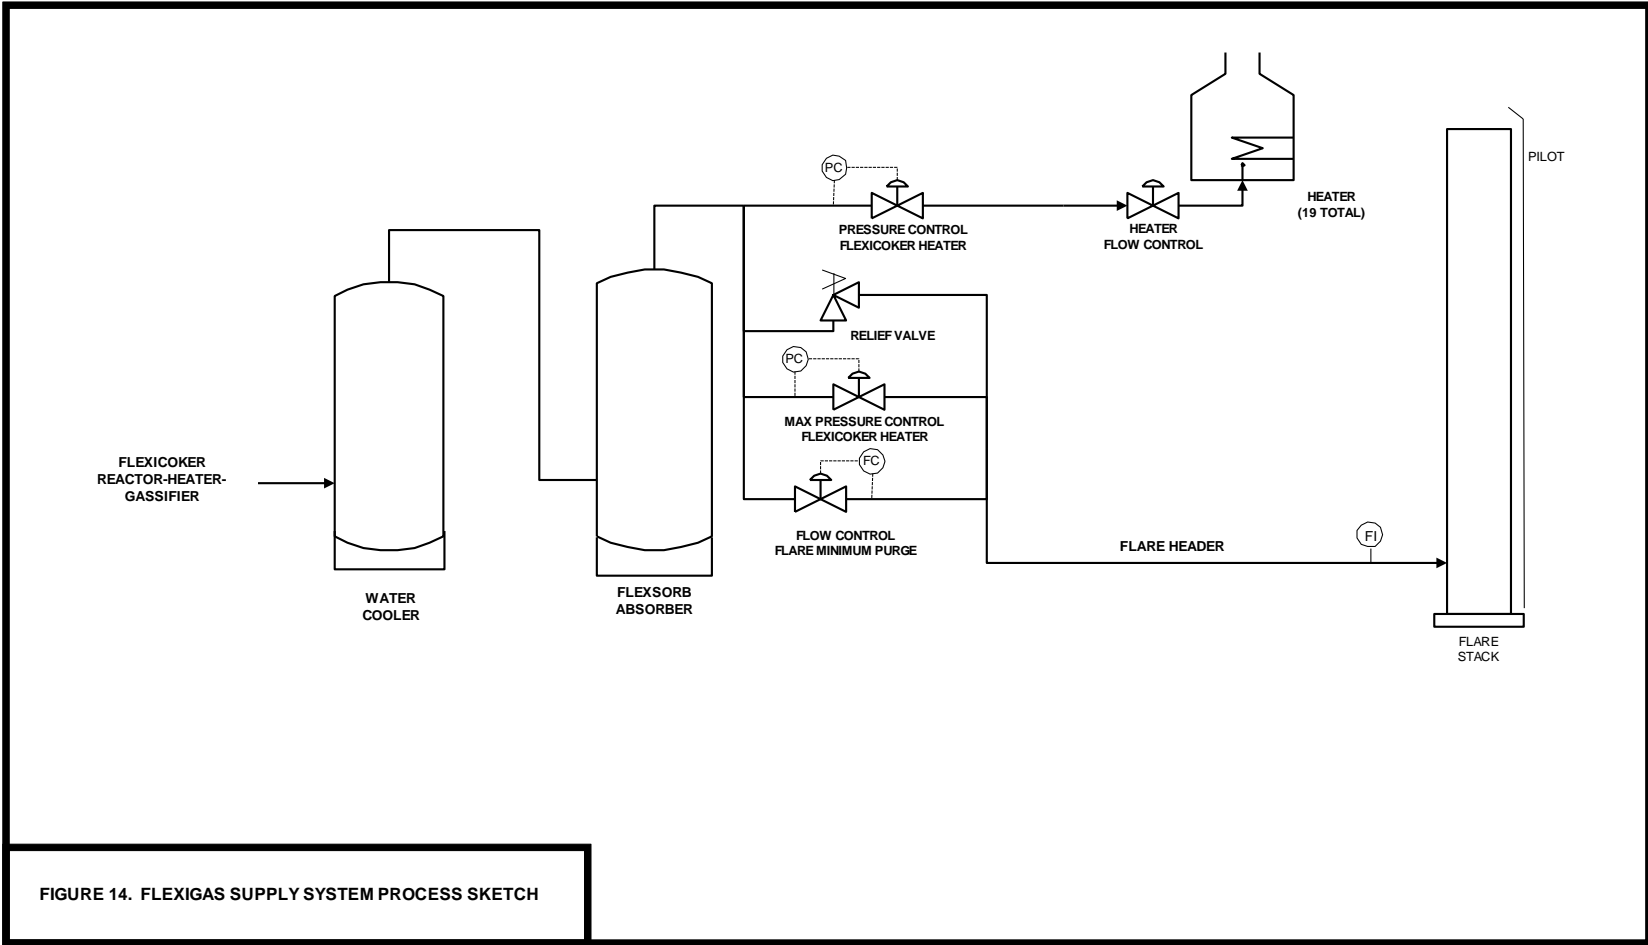 PILOT
PC
HEATER
(19 TOTAL)
PRESSURE CONTROL
FLEXICOKER HEATER
HEATER
FLOW CONTROL
RELIEF VALVE
PC
MAX PRESSURE CONTROL
FLEXICOKER HEATER
FC
FLEXICOKER
REACTOR-HEATER-
GASSIFIER
FLOW CONTROL
FLARE MINIMUM PURGE
FLARE HEADER
FI
WATER
COOLER
FLEXSORB
ABSORBER
FLARE
STACK
FIGURE 14. FLEXIGAS SUPPLY SYSTEM PROCESS SKETCH